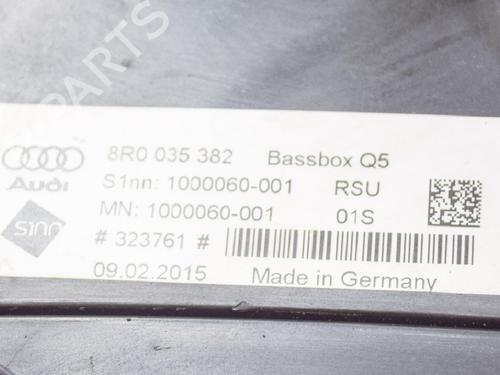 PARTS
8R0 035 382 Bassbox Q5
Audi
S1nn: 1000060-001 RSU
MN: 1000060-001 01S
S1nn
# 323761 #
09.02.2015 Made in Germany